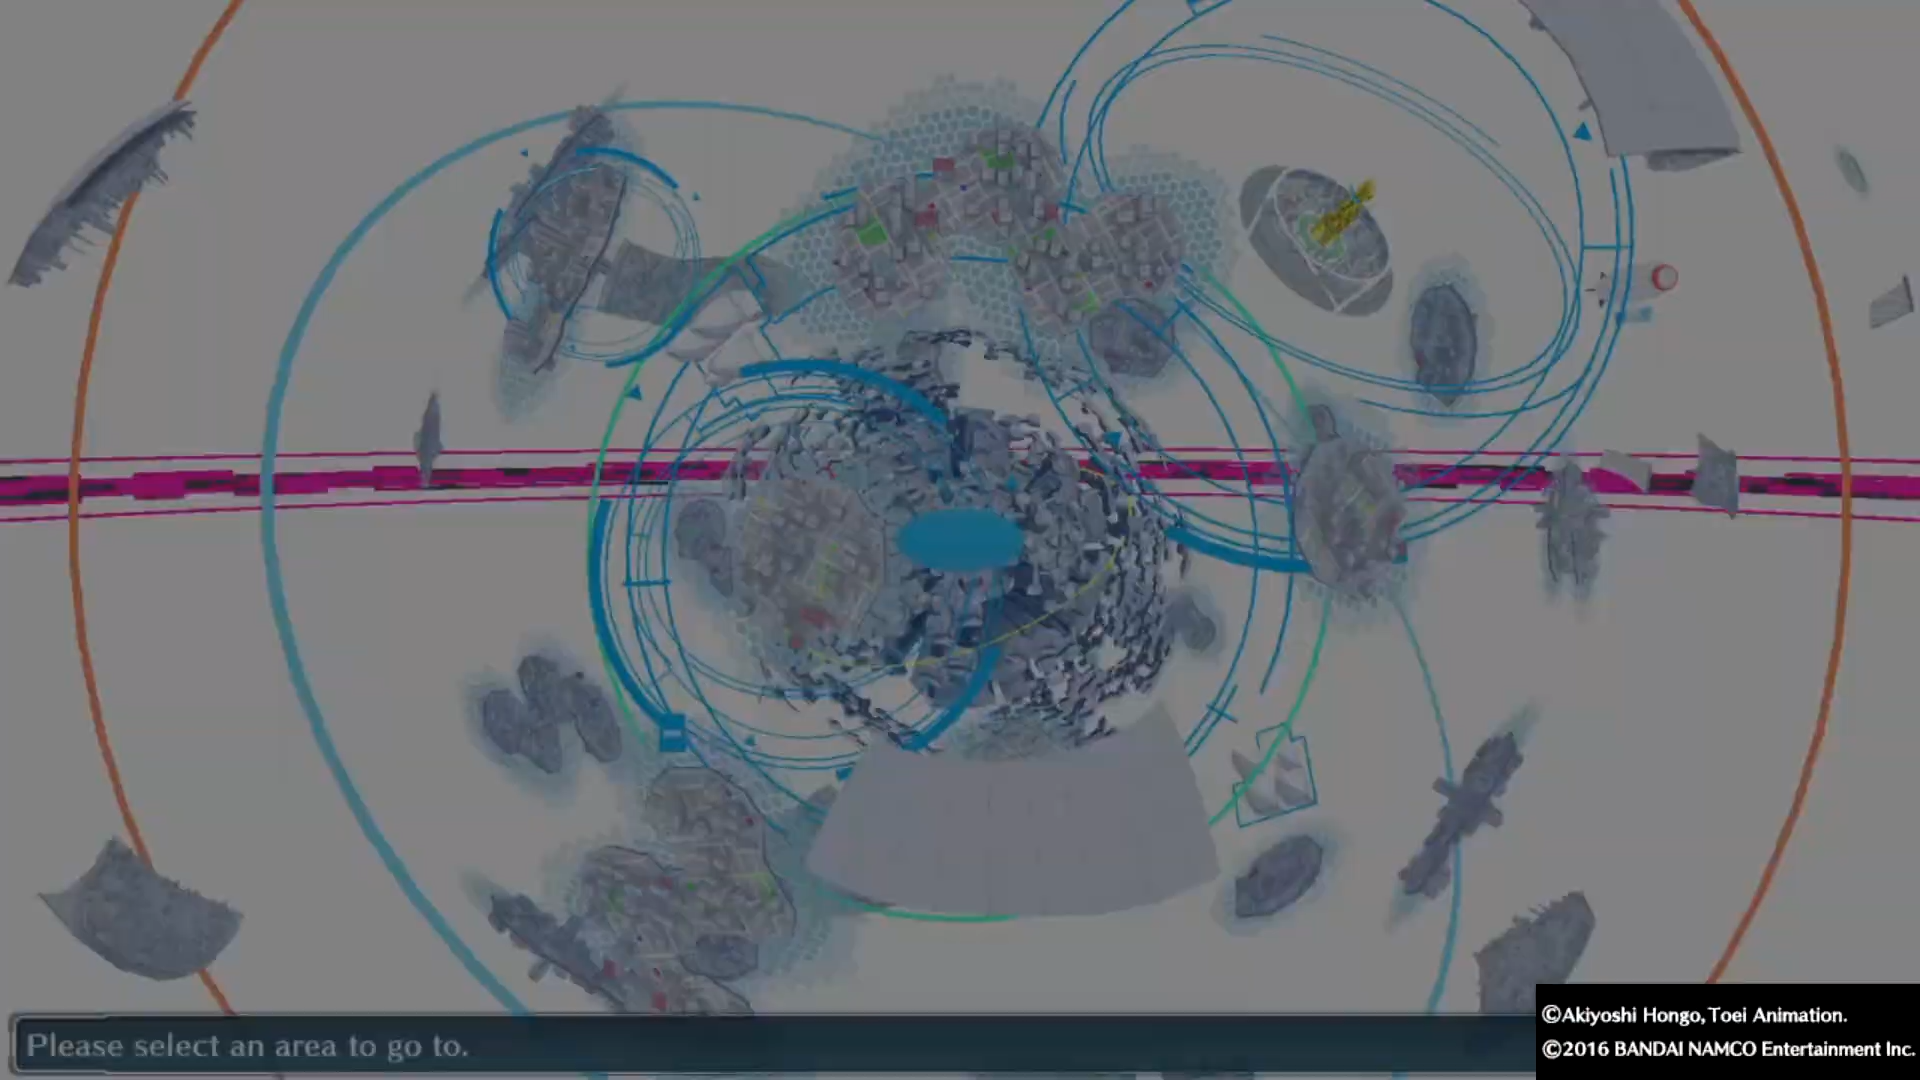 Please select an area to go to.
©Akiyoshi Hongo, Toei Animation.
©2016 BANDAI NAMCO Entertainment Inc.